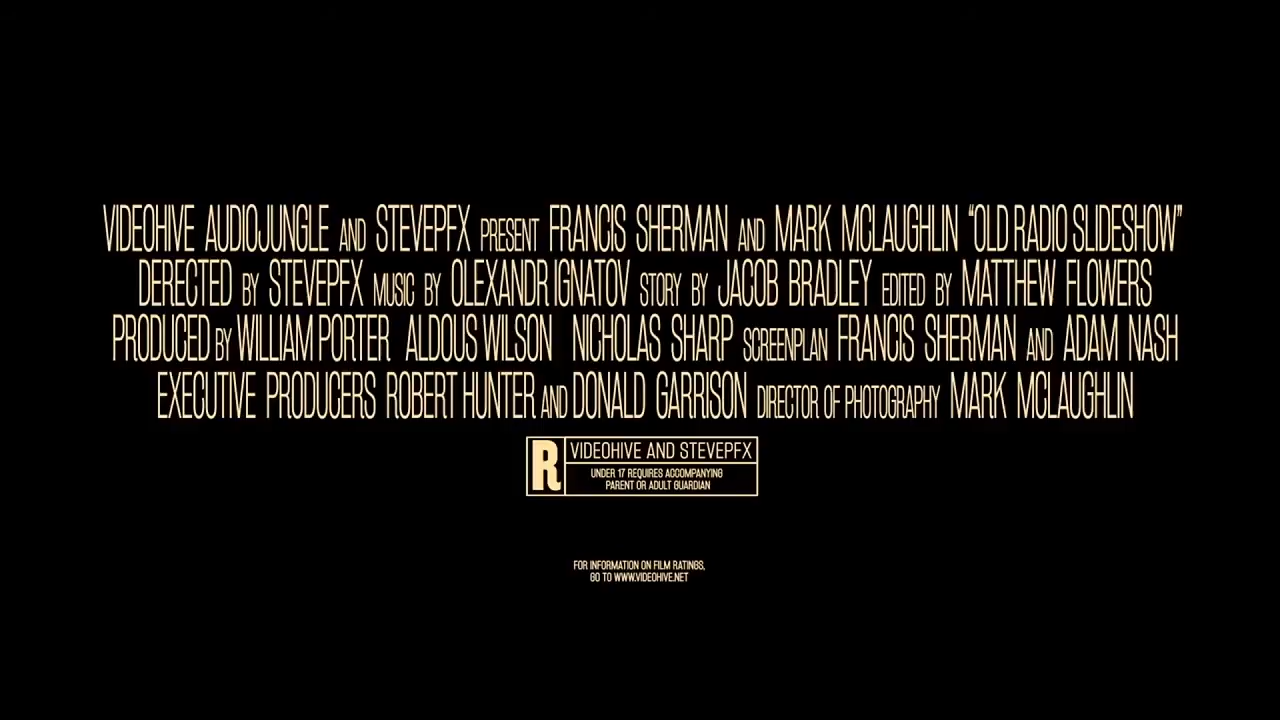 VIDEOHIVE AUDIOJUNGLE AND STEVEPFX PRESENT FRANCIS SHERMAN AND MARK MCLAUGHLIN “OLD RADIO SLIDESHOW”
DERECTED BY STEVEPFX MUSIC BY OLEXANDR IGNATOV STORY BY JACOB BRADLEY EDITED BY MATTHEW FLOWERS
PRODUCED BY WILLIAM PORTER ALDOUS WILSON NICHOLAS SHARP SCREENPLAN FRANCIS SHERMAN AND ADAM NASH
EXECUTIVE PRODUCERS ROBERT HUNTER AND DONALD GARRISON DIRECTOR OF PHOTOGRAPHY MARK MCLAUGHLIN
R VIDEOHIVE AND STEVEPFX
UNDER 17 REQUIRES ACCOMPANYING
PARENT OR ADULT GUARDIAN
FOR INFORMATION ON FILM RATINGS,
GO TO WWW.VIDEOHIVE.NET